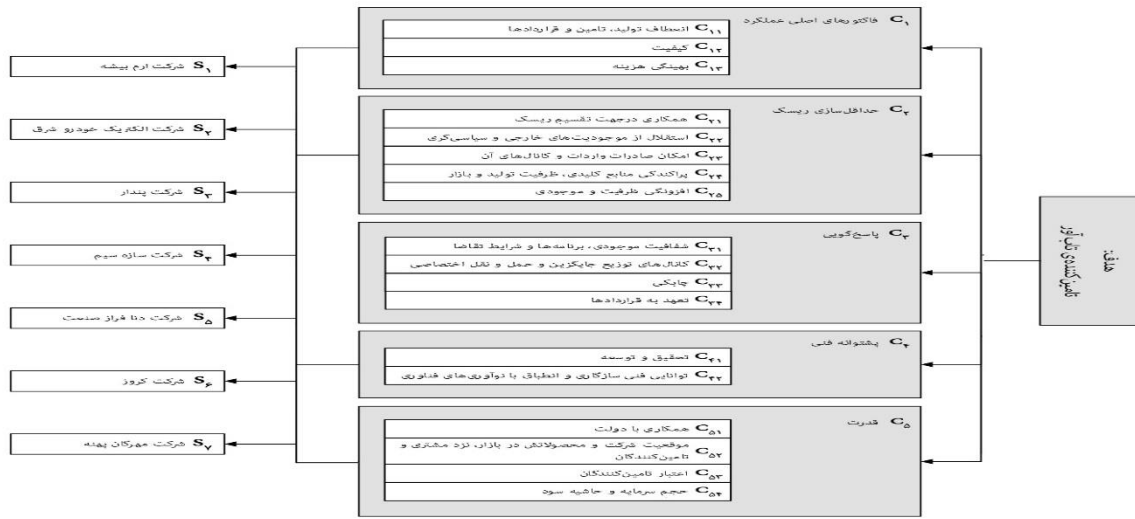 هدف:
تامین‌کننده‌ی تاب‌آور
C۱ فاکتورهای اصلی عملکرد
C۱۱ انعطاف تولید، تامین و قراردادها
C۱۲ کیفیت
C۱۳ بهینگی هزینه
C۲ حداقل‌سازی ریسک
C۲۱ همکاری درجهت تقسیم ریسک
C۲۲ استقلال از موجودیت‌های خارجی و سیاسی‌گری
C۲۳ امکان صادرات واردات و کانال‌های آن
C۲۴ پراکندگی منابع کلیدی، ظرفیت تولید و بازار
C۲۵ افزونگی ظرفیت و موجودی
C۳ پاسخ‌گویی
C۳۱ شفافیت موجودی، برنامه‌ها و شرایط تقاضا
C۳۲ کانال‌های توزیع جایگزین و حمل و نقل اختصاصی
C۳۳ چابکی
C۳۴ تعهد به قراردادها
C۴ پشتوانه فنی
C۴۱ تحقیق و توسعه
C۴۲ توانایی فنی سازگاری و انطباق با نوآوری‌های فناوری
C۵ قدرت
C۵۱ همکاری با دولت
C۵۲ موقعیت شرکت و محصولاتش در بازار، نزد مشتری و
تامین‌کنندگان
C۵۳ اعتبار تامین‌کنندگان
C۵۴ حجم سرمایه و حاشیه سود
S۱ شرکت ارم پیشه
S۲ شرکت الکتریک خودرو شرق
S۳ شرکت پندار
S۴ شرکت سازه سیم
S۵ شرکت دنا فراز صنعت
S۶ شرکت کروز
S۷ شرکت مهرکان پهنه